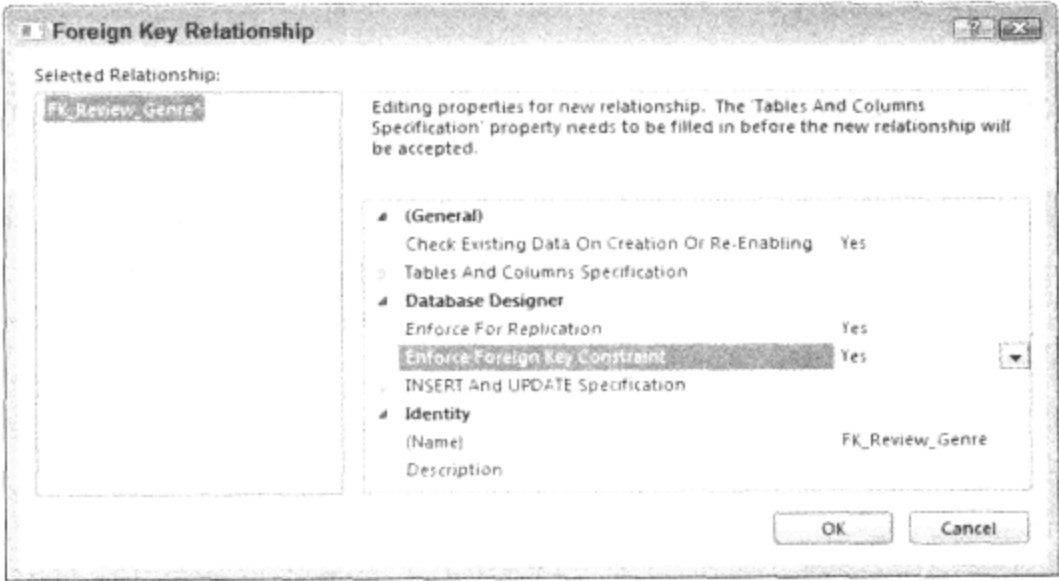 Foreign Key Relationship
Selected Relationship:
FK_Review_Genre*
Editing properties for new relationship. The 'Tables And Columns
Specification' property needs to be filled in before the new relationship will
be accepted.
(General)
Check Existing Data On Creation Or Re-Enabling Yes
Tables And Columns Specification
Database Designer
Enforce For Replication Yes
Enforce Foreign Key Constraint Yes
INSERT And UPDATE Specification
Identity
(Name) FK_Review_Genre
Description
OK Cancel